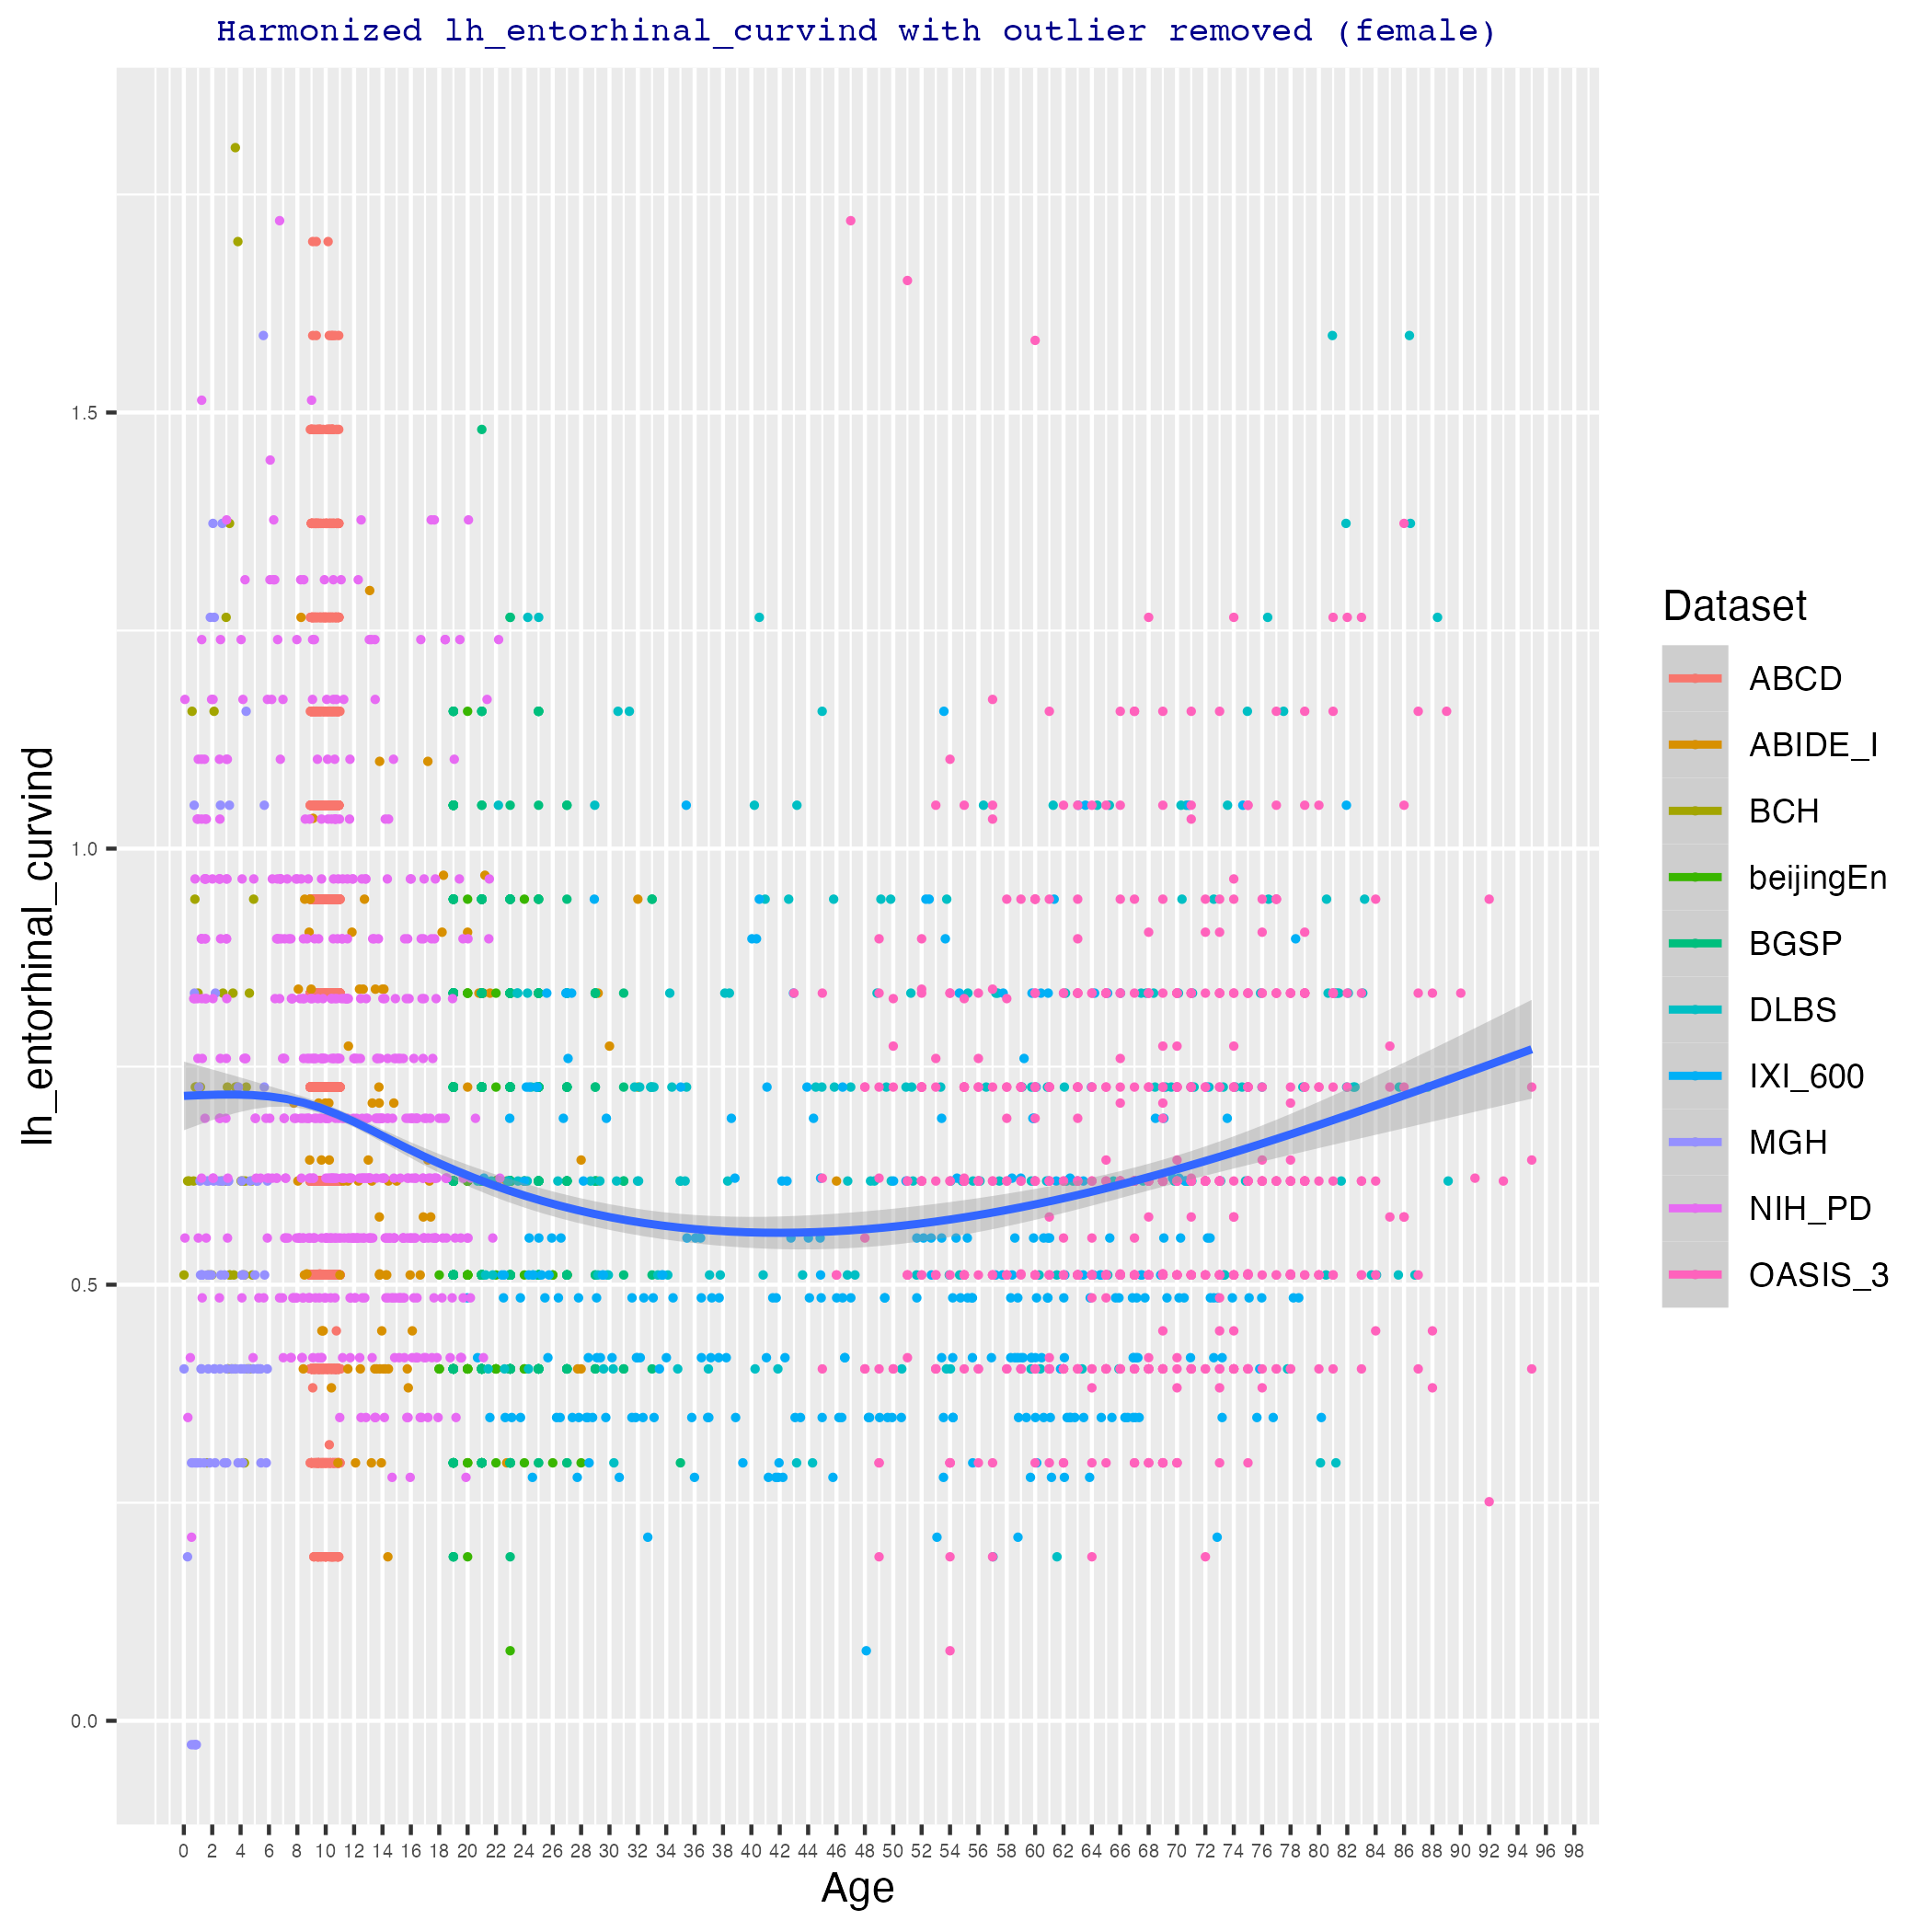 Harmonized lh_entorhinal_curvind with outlier removed (female)
lh_entorhinal_curvind
1.5
1.0
0.5
0.0
0 2 4 6 8 10 12 14 16 18 20 22 24 26 28 30 32 34 36 38 40 42 44 46 48 50 52 54 56 58 60 62 64 66 68 70 72 74 76 78 80 82 84 86 88 90 92 94 96 98
Age
Dataset
ABCD
ABIDE_I
BCH
beijingEn
BGSP
DLBS
IXI_600
MGH
NIH_PD
OASIS_3